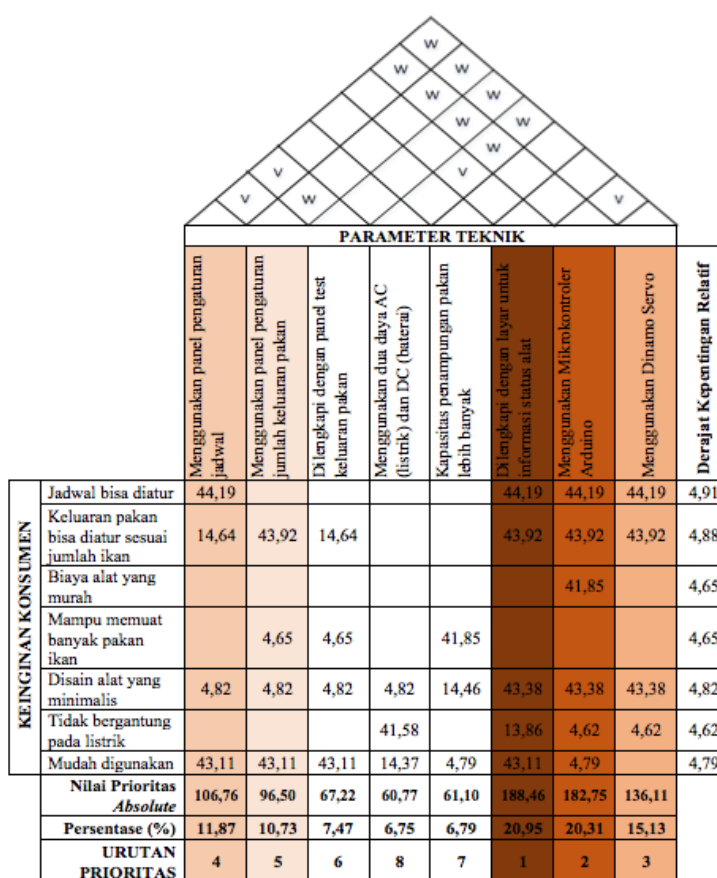 W
W W
W W
W W
V W
V V
V W V
PARAMETER TEKNIK
Menggunakan panel pengaturan
jadwal
Menggunakan panel pengaturan
jumlah keluaran pakan
Dilengkapi dengan panel test
keluaran pakan
Menggunakan dua daya AC
(listrik) dan DC (baterai)
Kapasitas penampungan pakan
lebih banyak
Dilengkapi dengan layar untuk
informasi status alat
Menggunakan Mikrokontroler
Arduino
Menggunakan Dinamo Servo
Derajat Kepentingan Relatif
KEINGINAN KONSUMEN
Jadwal bisa diatur 44,19 44,19 44,19 44,19 4,91
Keluaran pakan
bisa diatur sesuai
jumlah ikan
14,64 43,92 14,64 43,92 43,92 43,92 4,88
Biaya alat yang
murah
41,85 4,65
Mampu memuat
banyak pakan
ikan
4,65 4,65 41,85 4,65
Disain alat yang
minimalis
4,82 4,82 4,82 4,82 14,46 43,38 43,38 43,38 4,82
Tidak bergantung
pada listrik
41,58 13,86 4,62 4,62 4,62
Mudah digunakan 43,11 43,11 43,11 14,37 4,79 43,11 4,79 4,79
Nilai Prioritas
Absolute
106,76 96,50 67,22 60,77 61,10 188,46 182,75 136,11
Persentase (%) 11,87 10,73 7,47 6,75 6,79 20,95 20,31 15,13
URUTAN
PRIORITAS
4 5 6 8 7 1 2 3